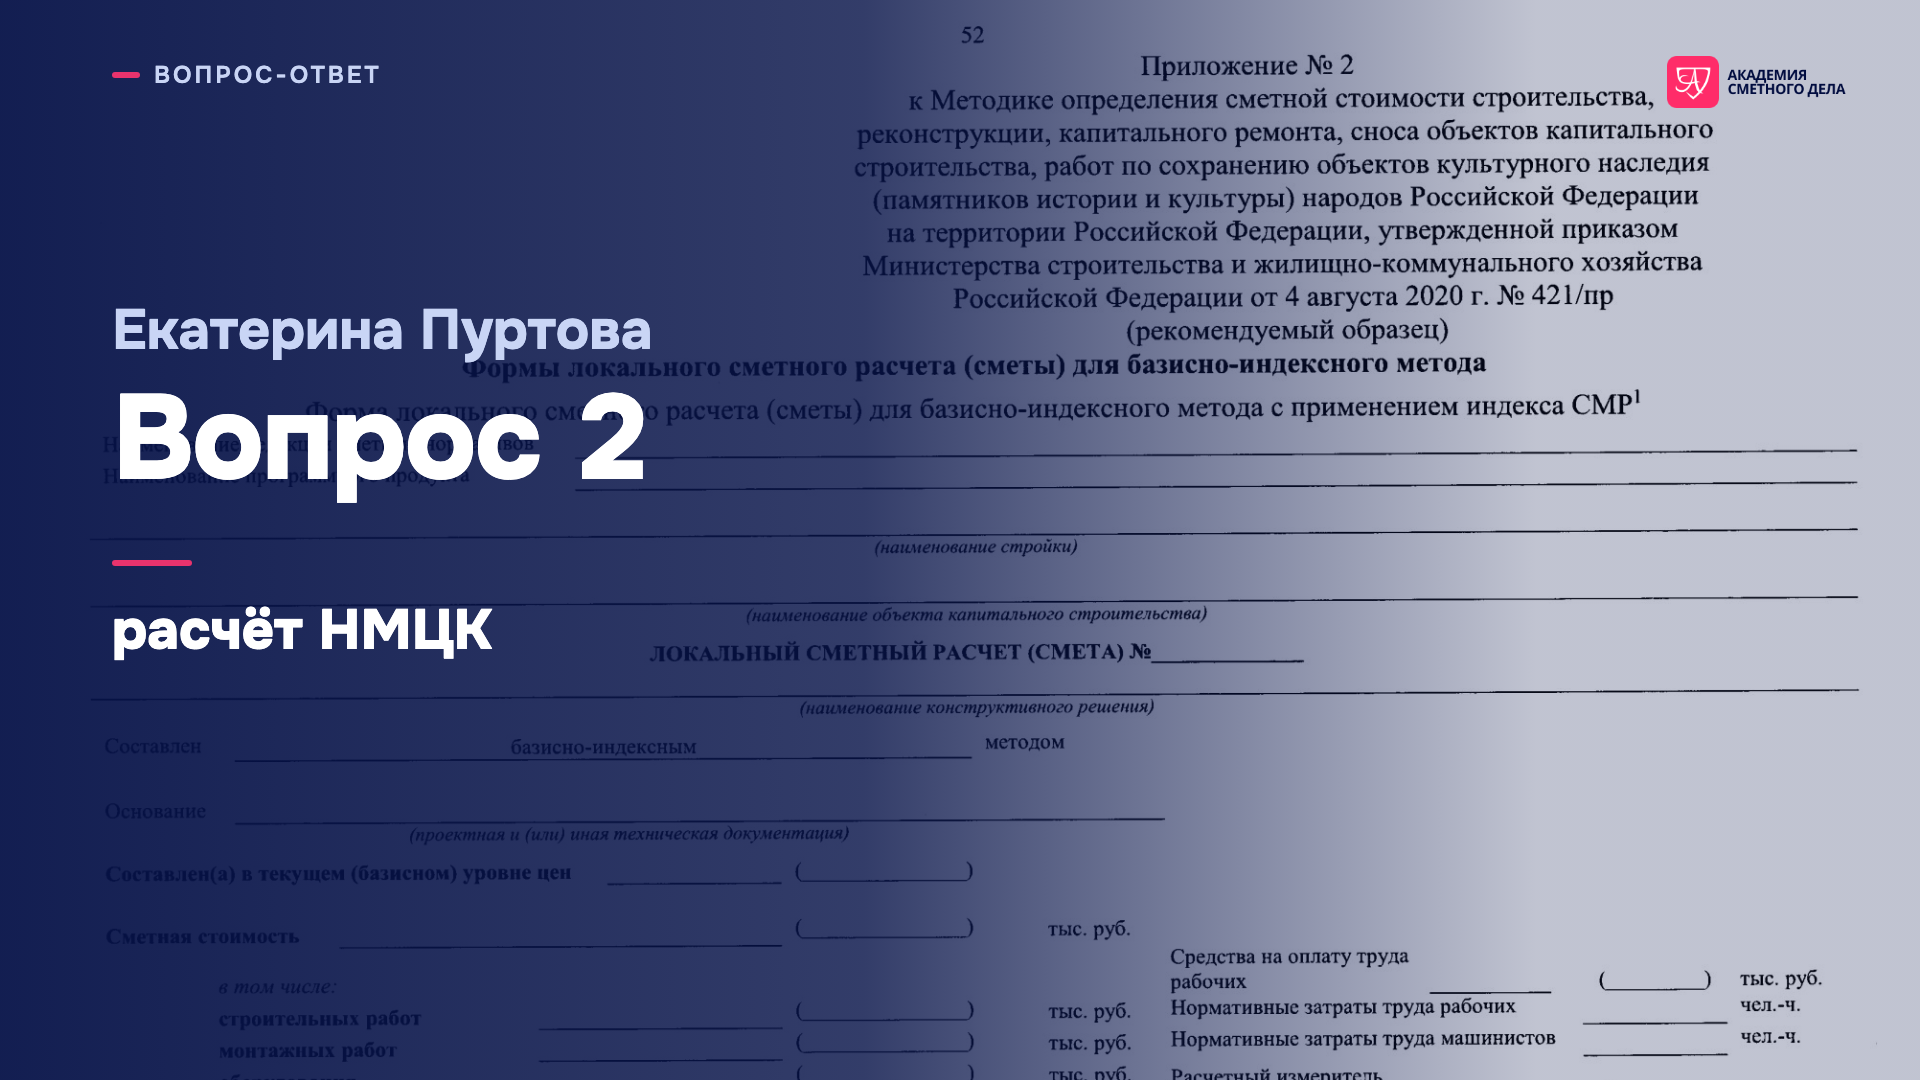 52
ВОПРОС-ОТВЕТ
АКАДЕМИЯ
СМЕТНОГО ДЕЛА
Приложение № 2
к Методике определения сметной стоимости строительства,
реконструкции, капитального ремонта, сноса объектов капитального
строительства, работ по сохранению объектов культурного наследия
(памятников истории и культуры) народов Российской Федерации
на территории Российской Федерации, утвержденной приказом
Министерства строительства и жилищно-коммунального хозяйства
Российской Федерации от 4 августа 2020 г. № 421/пр
(рекомендуемый образец)
Екатерина Пуртова
Формы локального сметного расчета (сметы) для базисно-индексного метода
Вопрос 2
Форма локального расчета (сметы) для базисно-индексного метода с применением индекса СМР¹
(наименование стройки)
(наименование объекта капитального строительства)
расчёт НМЦК
ЛОКАЛЬНЫЙ СМЕТНЫЙ РАСЧЕТ (СМЕТА) №
(наименование конструктивного решения)
Составлен базисно-индексным методом
Основание
(проектная и (или) иная техническая документация)
Составлен(а) в текущем (базисном) уровне цен ( )
Сметная стоимость ( ) тыс. руб.
Средства на оплату труда
рабочих ( ) тыс. руб.
в том числе:
Нормативные затраты труда рабочих чел.-ч.
строительных работ ( ) тыс. руб.
Нормативные затраты труда машинистов чел.-ч.
монтажных работ ( ) тыс. руб.
( ) тыс. руб.
Расчетный измеритель